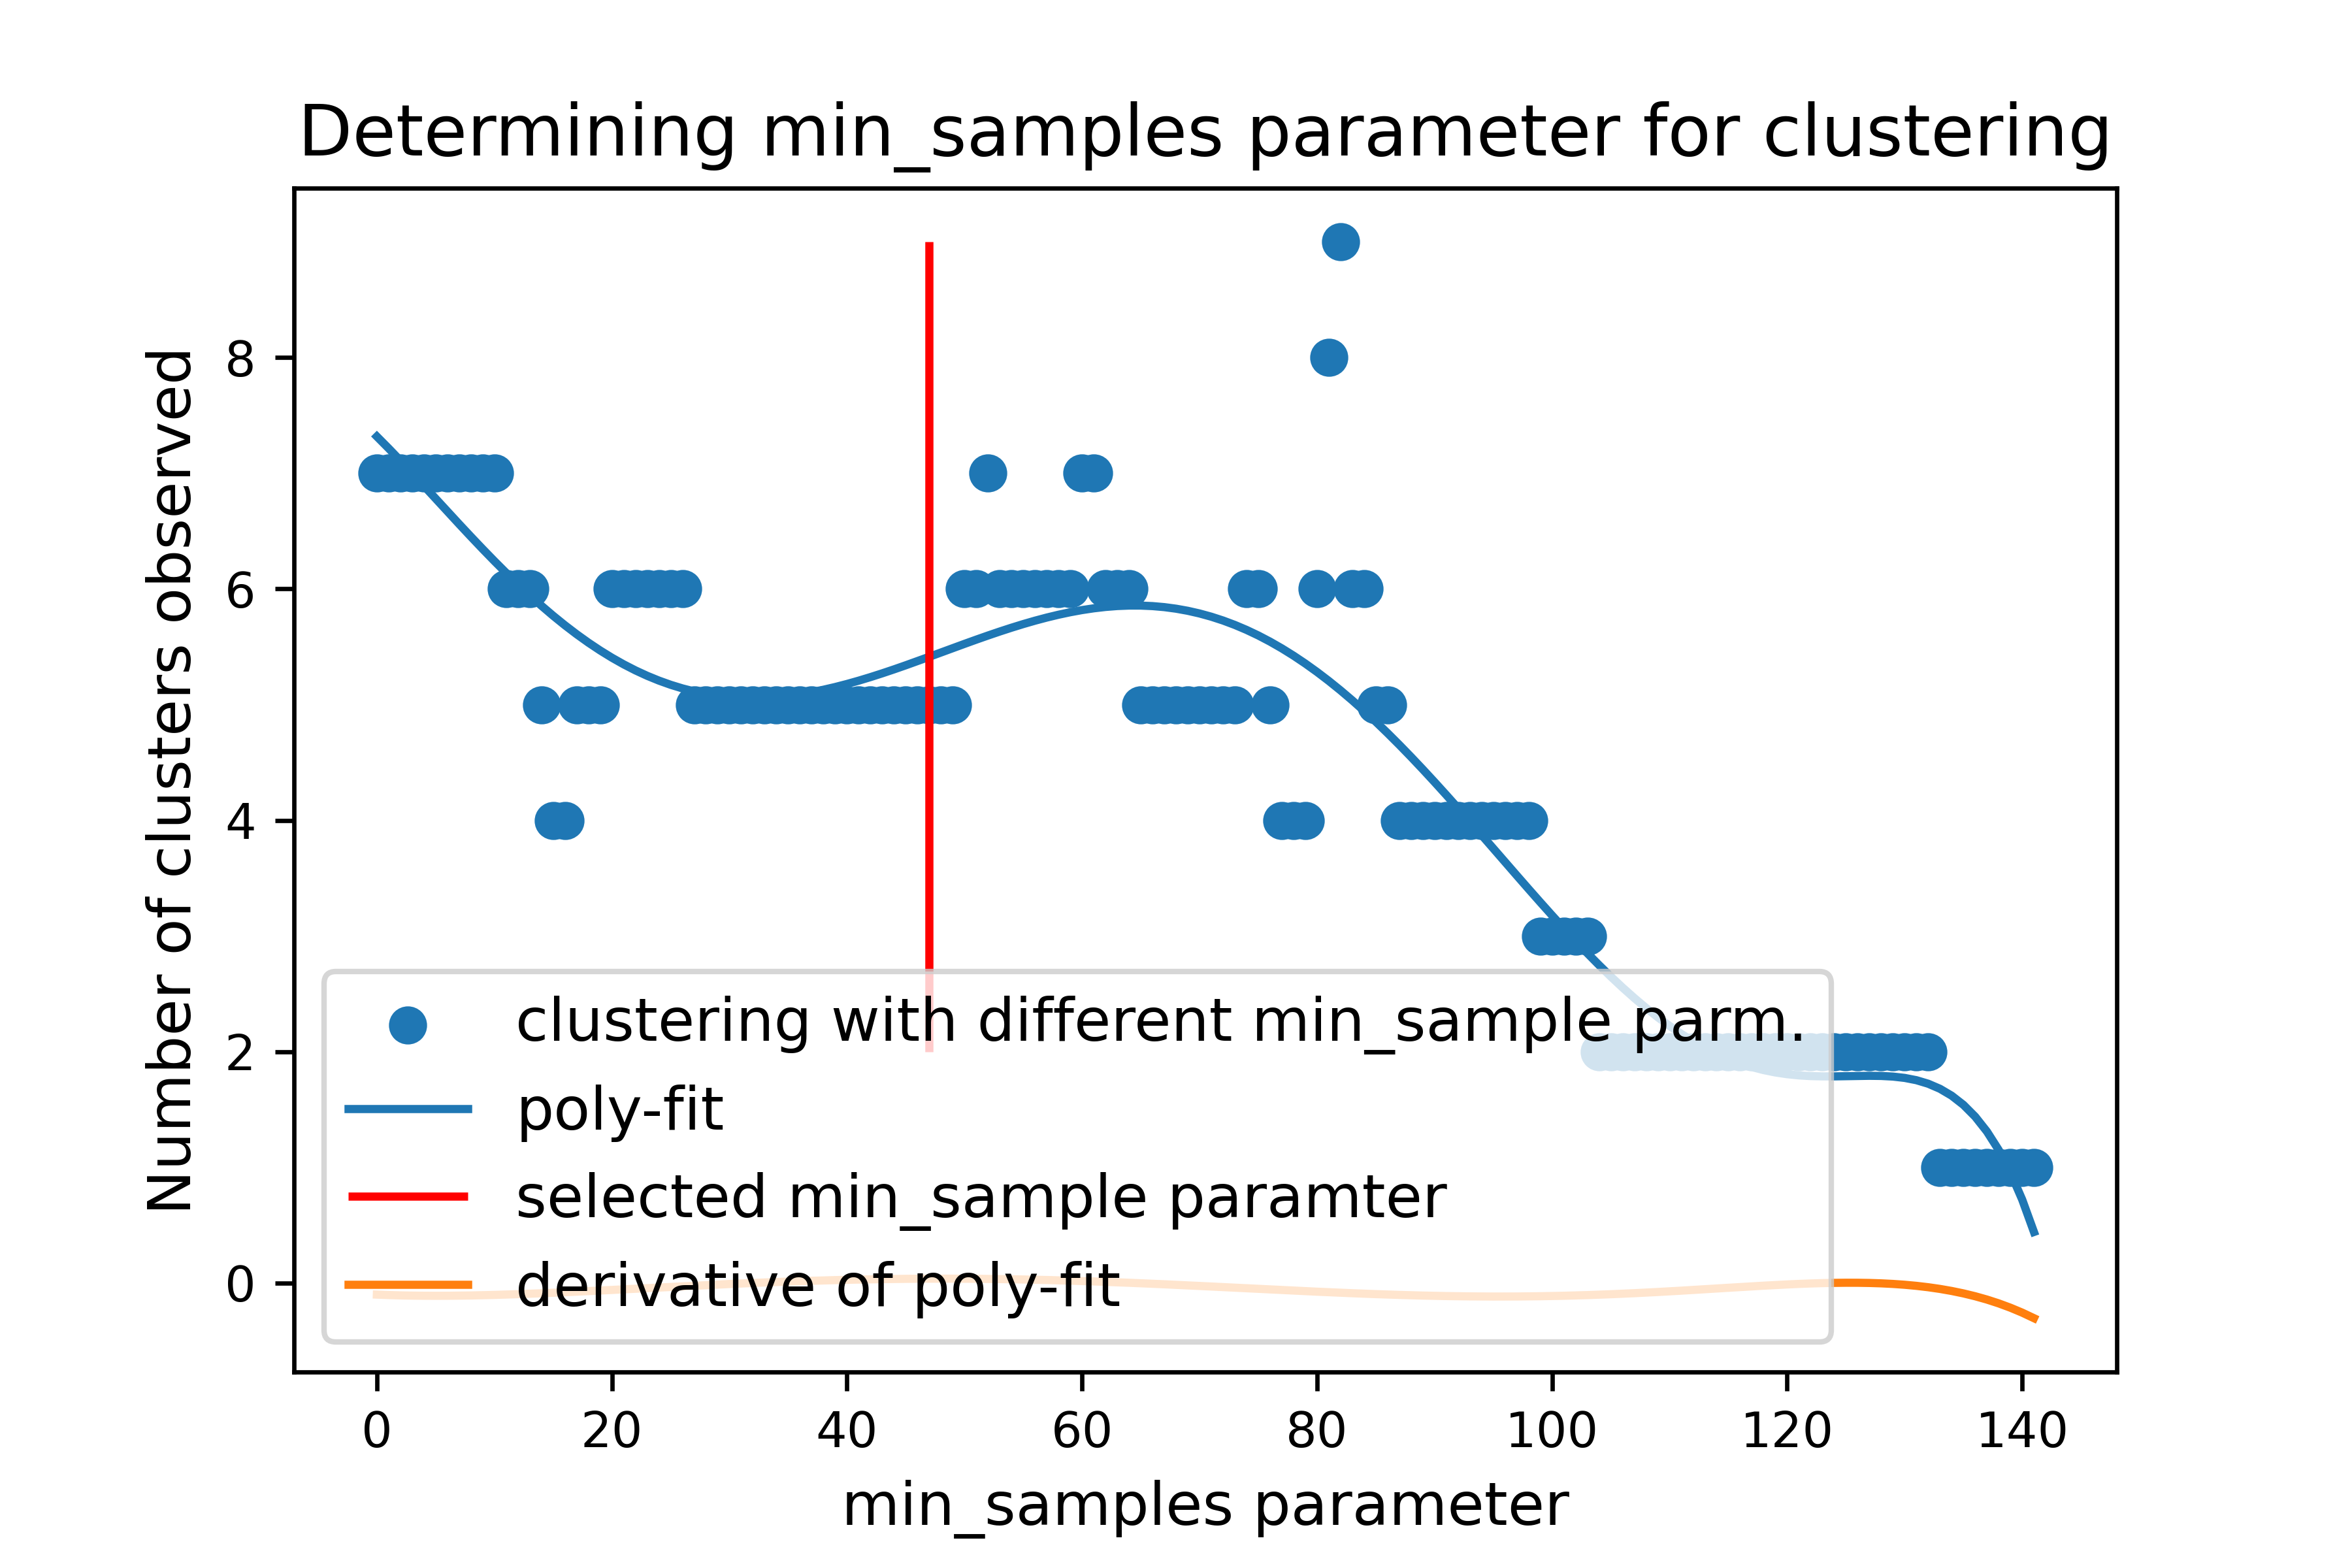 Determining min_samples parameter for clustering
Number of clusters observed
8
6
4
2
0
clustering with different min_sample parm.
poly-fit
selected min_sample paramter
derivative of poly-fit
0 20 40 60 80 100 120 140
min_samples parameter